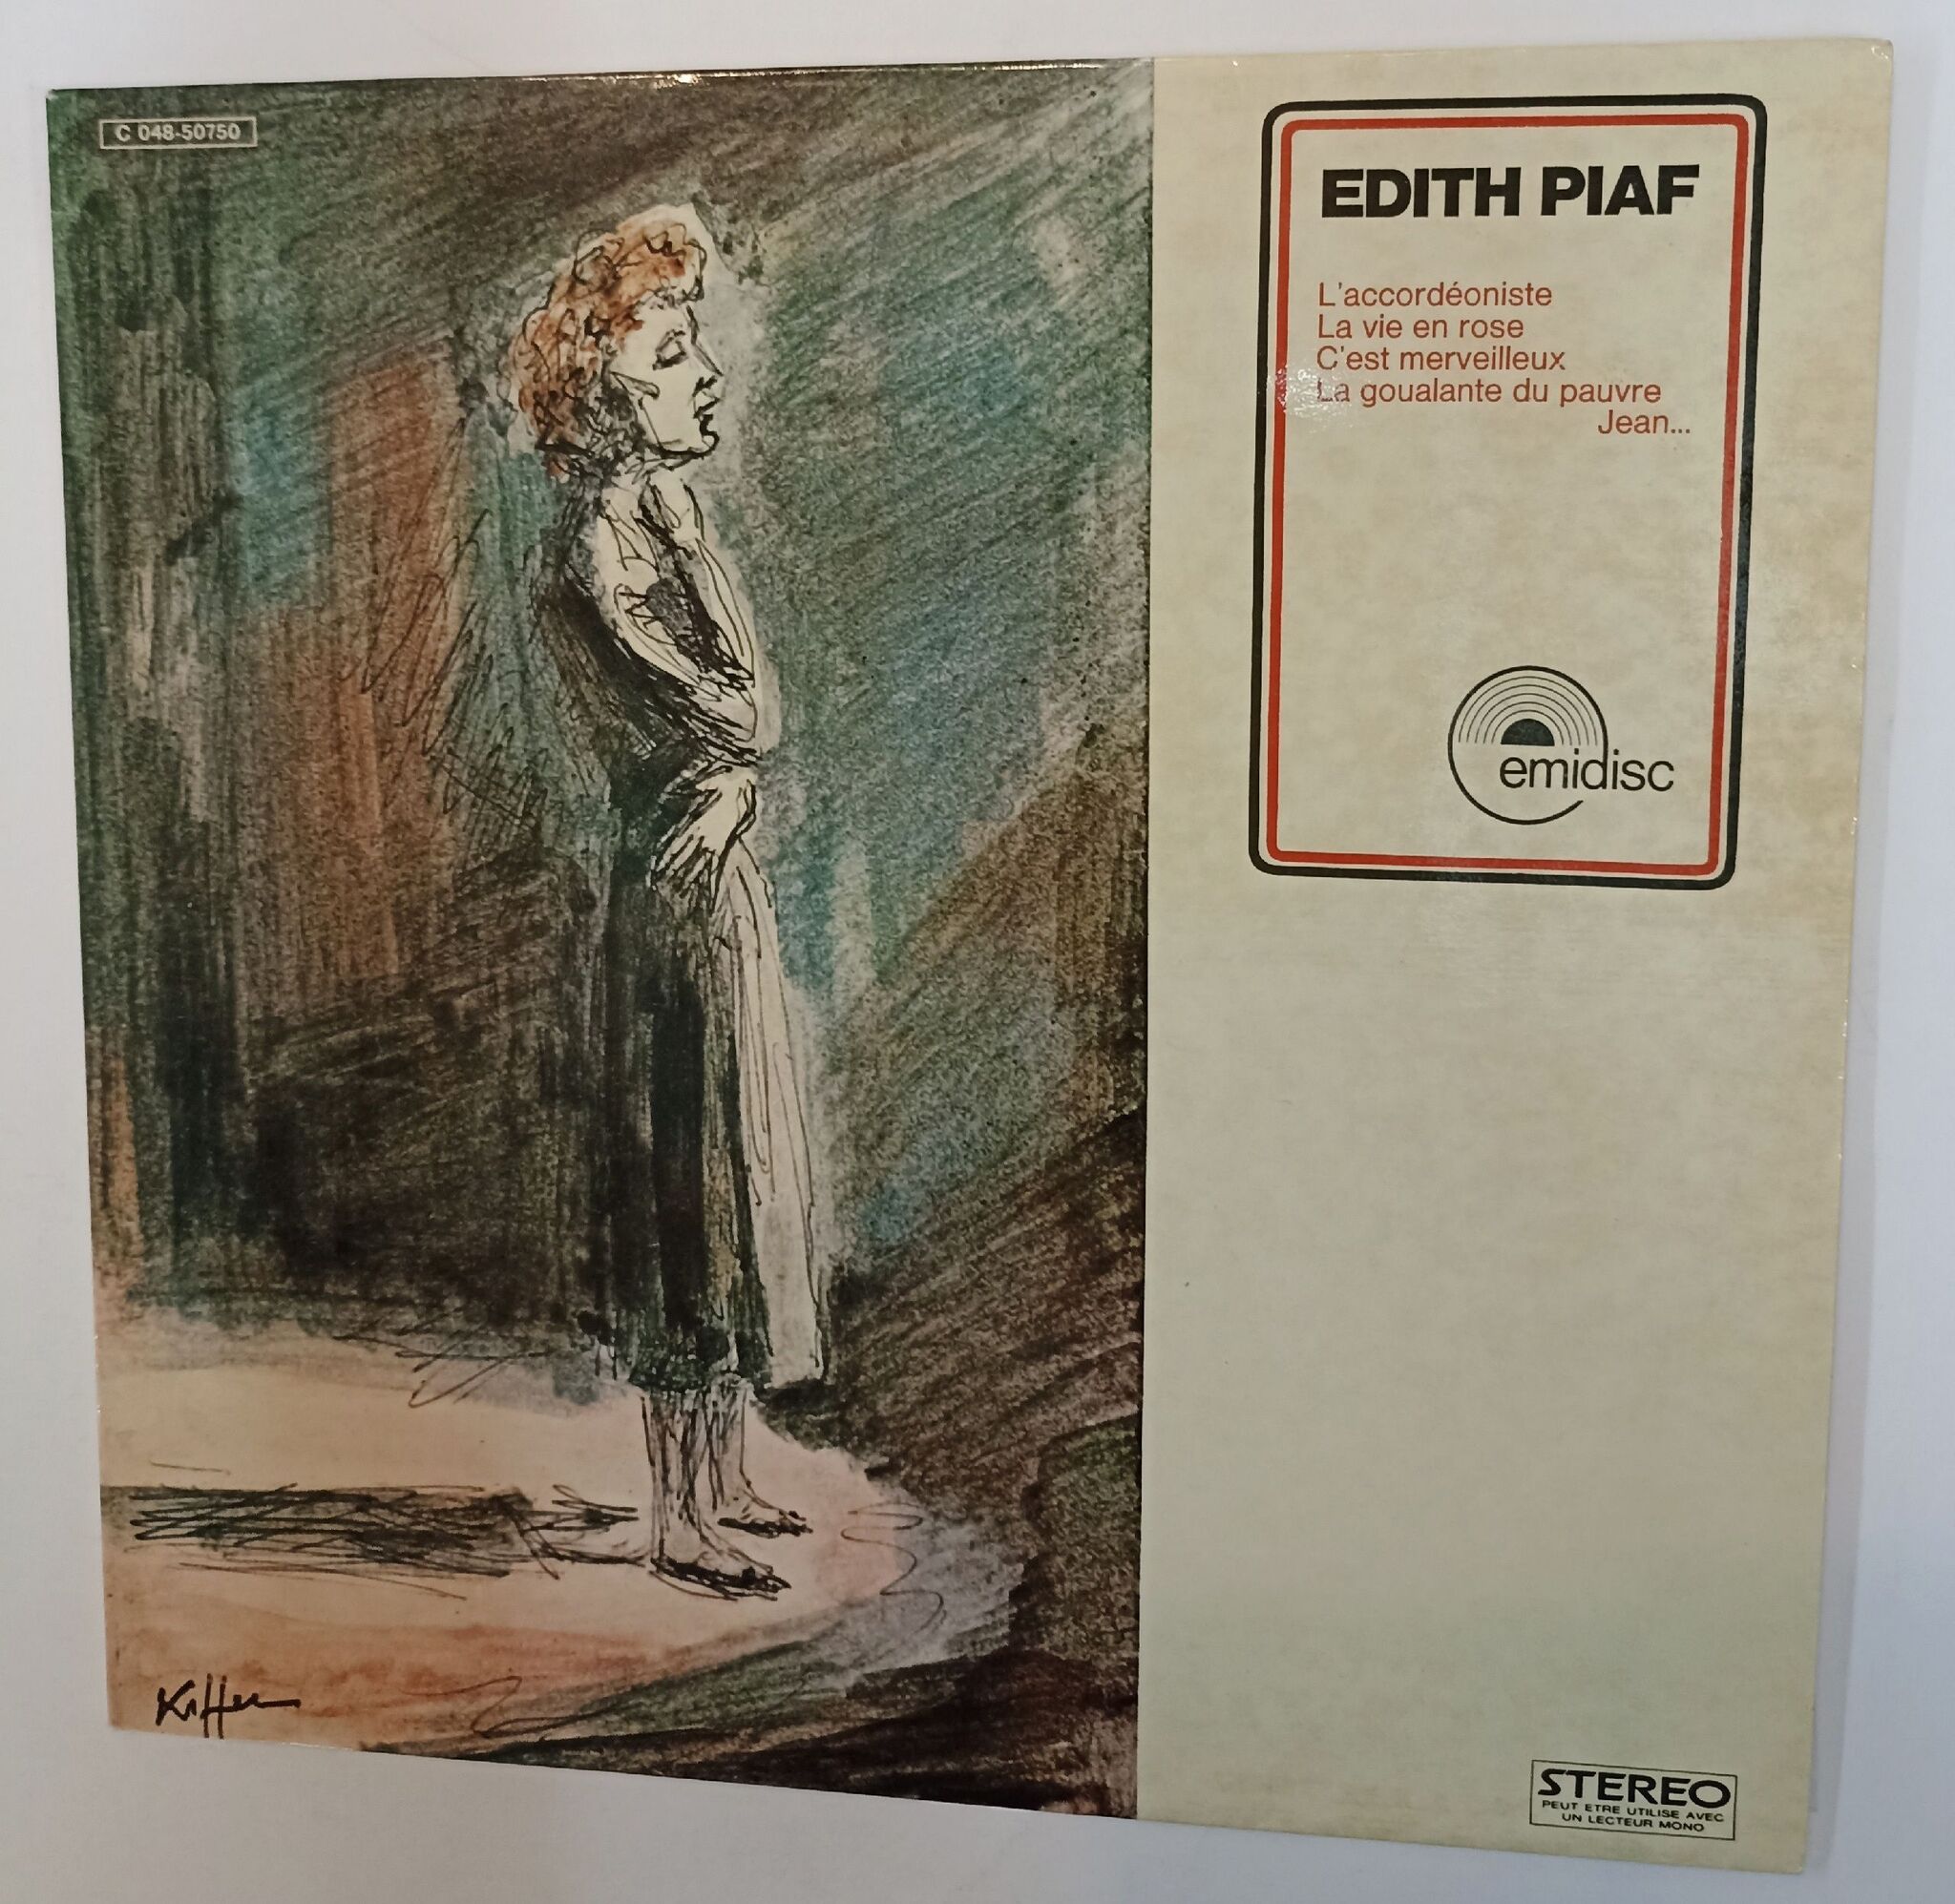 C 048-50750
EDITH PIAF
L'accordéoniste
La vie en rose
C'est merveilleux
La goualante du pauvre
Jean...
emidisc
Kiffer
STEREO
PEUT ETRE UTILISE AVEC
UN LECTEUR MONO